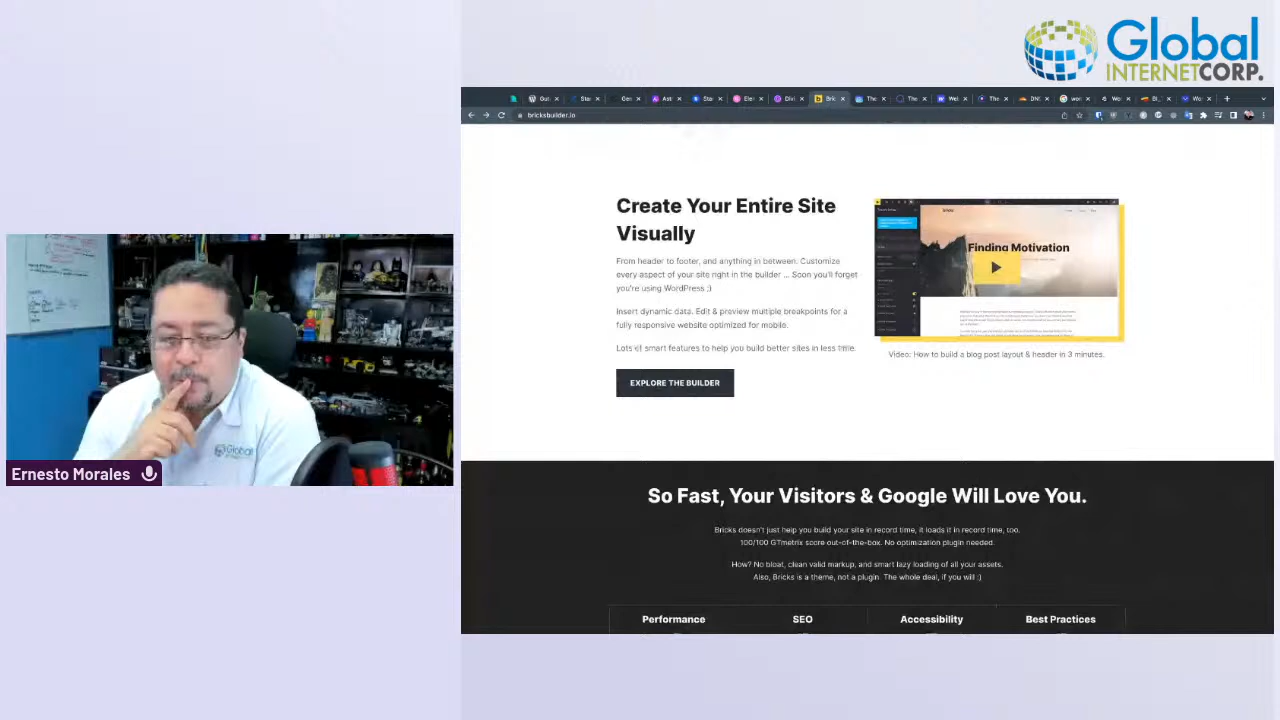 Global
INTERNETCORP.
Bric
bricksbuilder.io
Create Your Entire Site
Visually
From header to footer, and anything in between. Customize
every aspect of your site right in the builder ... Soon you'll forget
you're using WordPress ;)
Insert dynamic data. Edit & preview multiple breakpoints for a
fully responsive website optimized for mobile.
Lots of smart features to help you build better sites in less time.
EXPLORE THE BUILDER
Finding Motivation
Video: How to build a blog post layout & header in 3 minutes.
Global
Ernesto Morales
So Fast, Your Visitors & Google Will Love You.
Bricks doesn't just help you build your site in record time, it loads it in record time, too.
100/100 GTmetrix score out-of-the-box. No optimization plugin needed.
How? No bloat, clean valid markup, and smart lazy loading of all your assets.
Also, Bricks is a theme, not a plugin. The whole deal, if you will :)
Performance
SEO
Accessibility
Best Practices